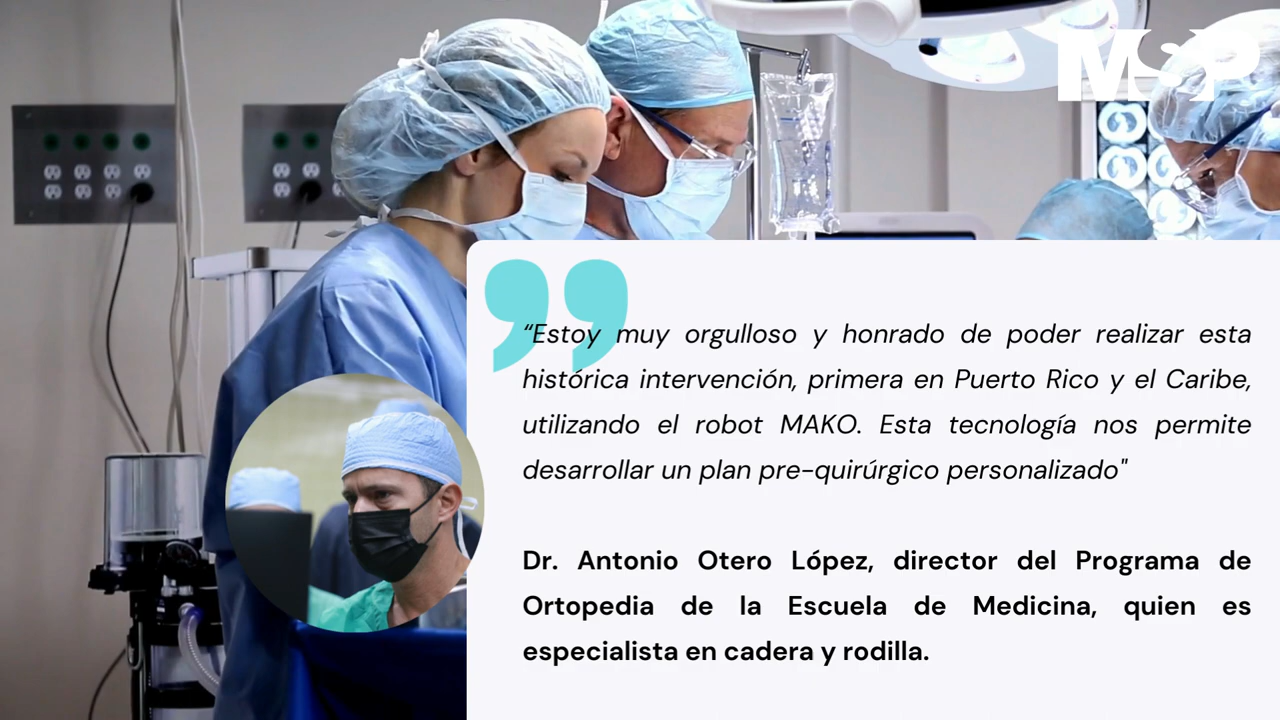 MSP
“Estoy muy orgulloso y honrado de poder realizar esta
histórica intervención, primera en Puerto Rico y el Caribe,
utilizando el robot MAKO. Esta tecnología nos permite
desarrollar un plan pre-quirúrgico personalizado"
Dr. Antonio Otero López, director del Programa de
Ortopedia de la Escuela de Medicina, quien es
especialista en cadera y rodilla.